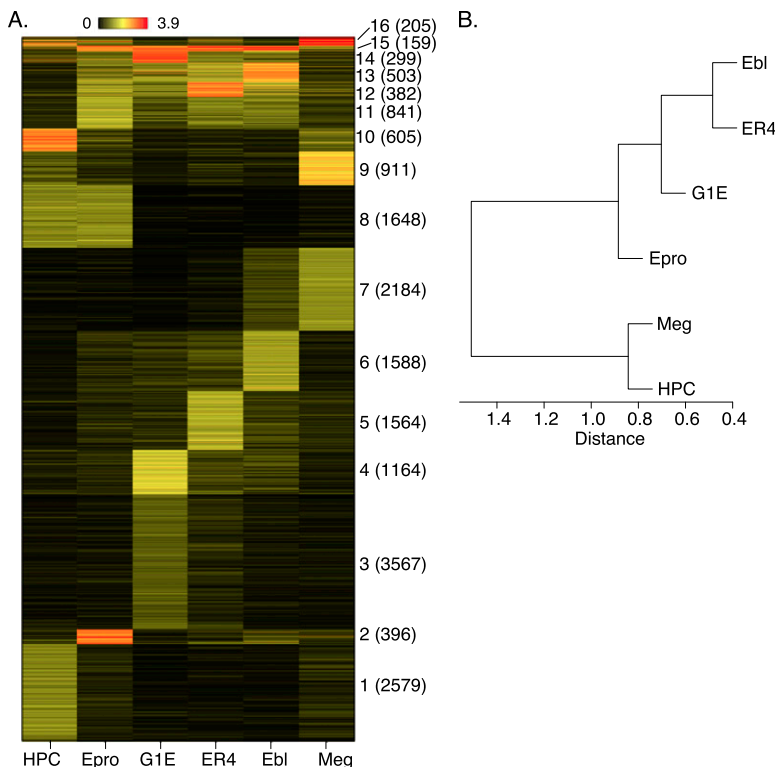 A.
0 3.9
16 (205)
15 (159)
14 (299)
13 (503)
12 (382)
11 (841)
10 (605)
9 (911)
8 (1648)
7 (2184)
6 (1588)
5 (1564)
4 (1164)
3 (3567)
2 (396)
1 (2579)
HPC Epro G1E ER4 Ebl Meg
B.
Ebl
ER4
G1E
Epro
Meg
HPC
1.4 1.2 1.0 0.8 0.6 0.4
Distance